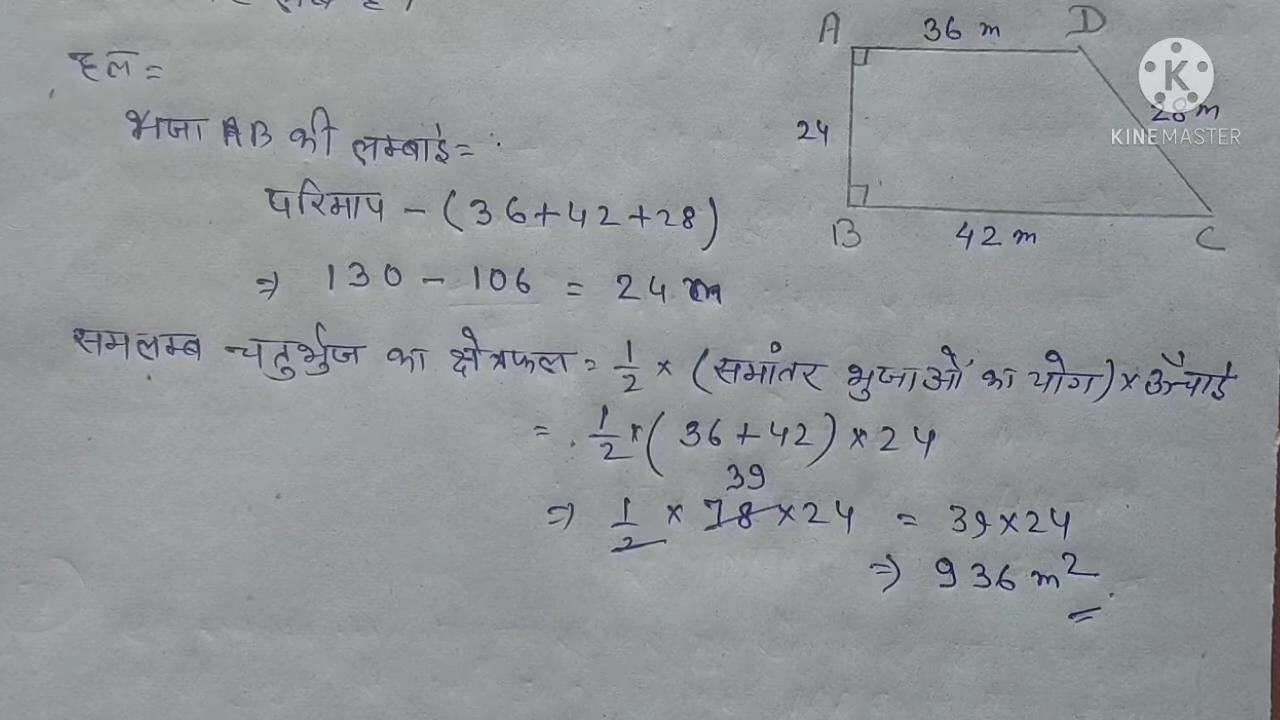 A 36 m D
हल =
K
28 m
KINEMASTER
24
भुजा AB की लम्बाई =
परिमाप - (36+42+28)
B 42 m C
⇒ 130 - 106 = 24 m
समलम्ब चतुर्भुज का क्षेत्रफल = 1/2 × (समांतर भुजाओं का योग) × ऊँचाई
= 1/2 × (36+42) × 24
39
⇒ 1/2 × 78 × 24 = 39×24
⇒ 936 m²